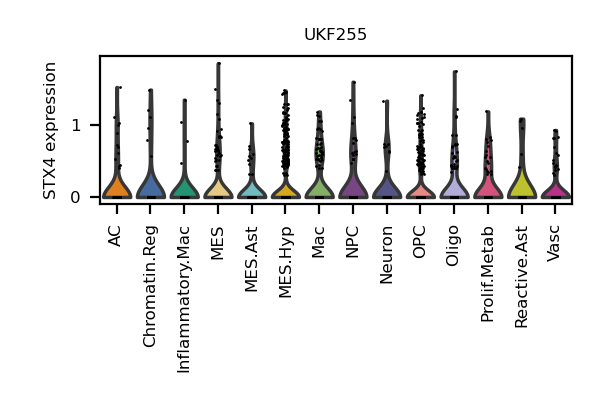 UKF255
STX4 expression
1
0
AC
Chromatin.Reg
Inflammatory.Mac
MES
MES.Ast
MES.Hyp
Mac
NPC
Neuron
OPC
Oligo
Prolif.Metab
Reactive.Ast
Vasc